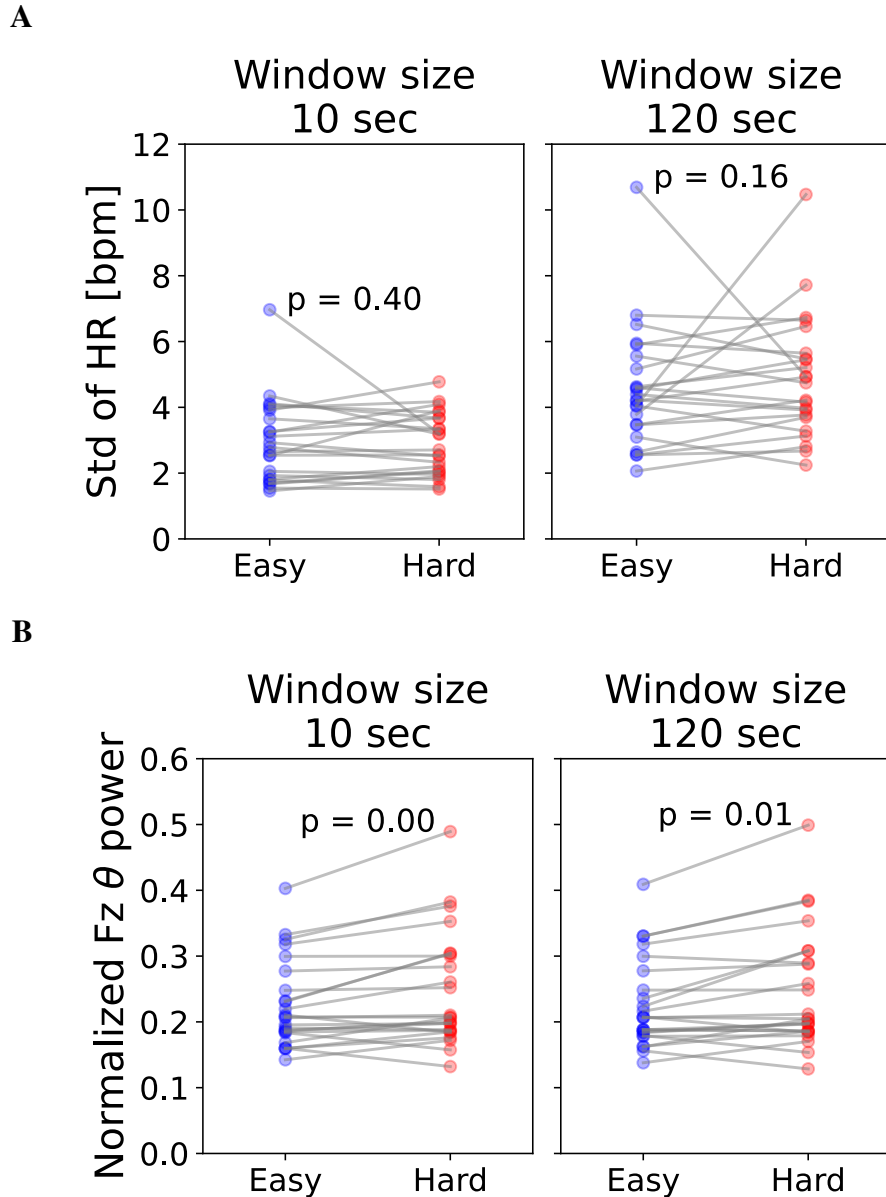 A
Window size
10 sec
Window size
120 sec
Std of HR [bpm]
12
10
8
6
4
2
0
p = 0.40
p = 0.16
Easy
Hard
Easy
Hard
B
Window size
10 sec
Window size
120 sec
Normalized Fz θ power
0.6
0.5
0.4
0.3
0.2
0.1
0.0
p = 0.00
p = 0.01
Easy
Hard
Easy
Hard